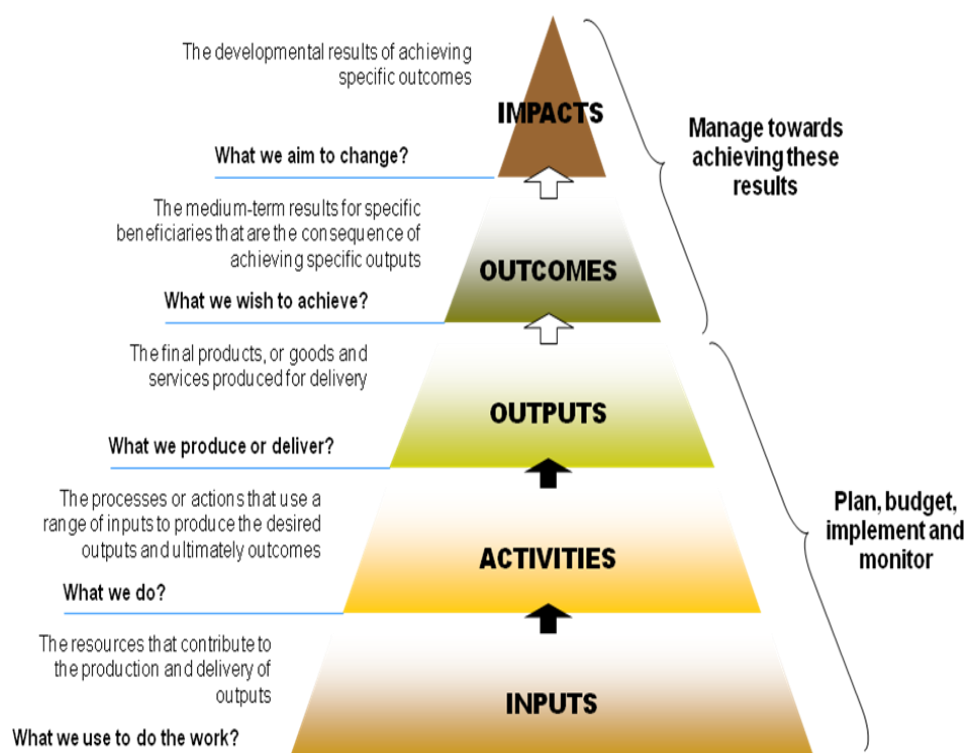 The developmental results of achieving
specific outcomes
IMPACTS
What we aim to change?
Manage towards
achieving these
results
The medium-term results for specific
beneficiaries that are the consequence of
achieving specific outputs
OUTCOMES
What we wish to achieve?
The final products, or goods and
services produced for delivery
OUTPUTS
What we produce or deliver?
The processes or actions that use a
range of inputs to produce the desired
outputs and ultimately outcomes
ACTIVITIES
What we do?
Plan, budget,
implement and
monitor
The resources that contribute to
the production and delivery of
outputs
INPUTS
What we use to do the work?